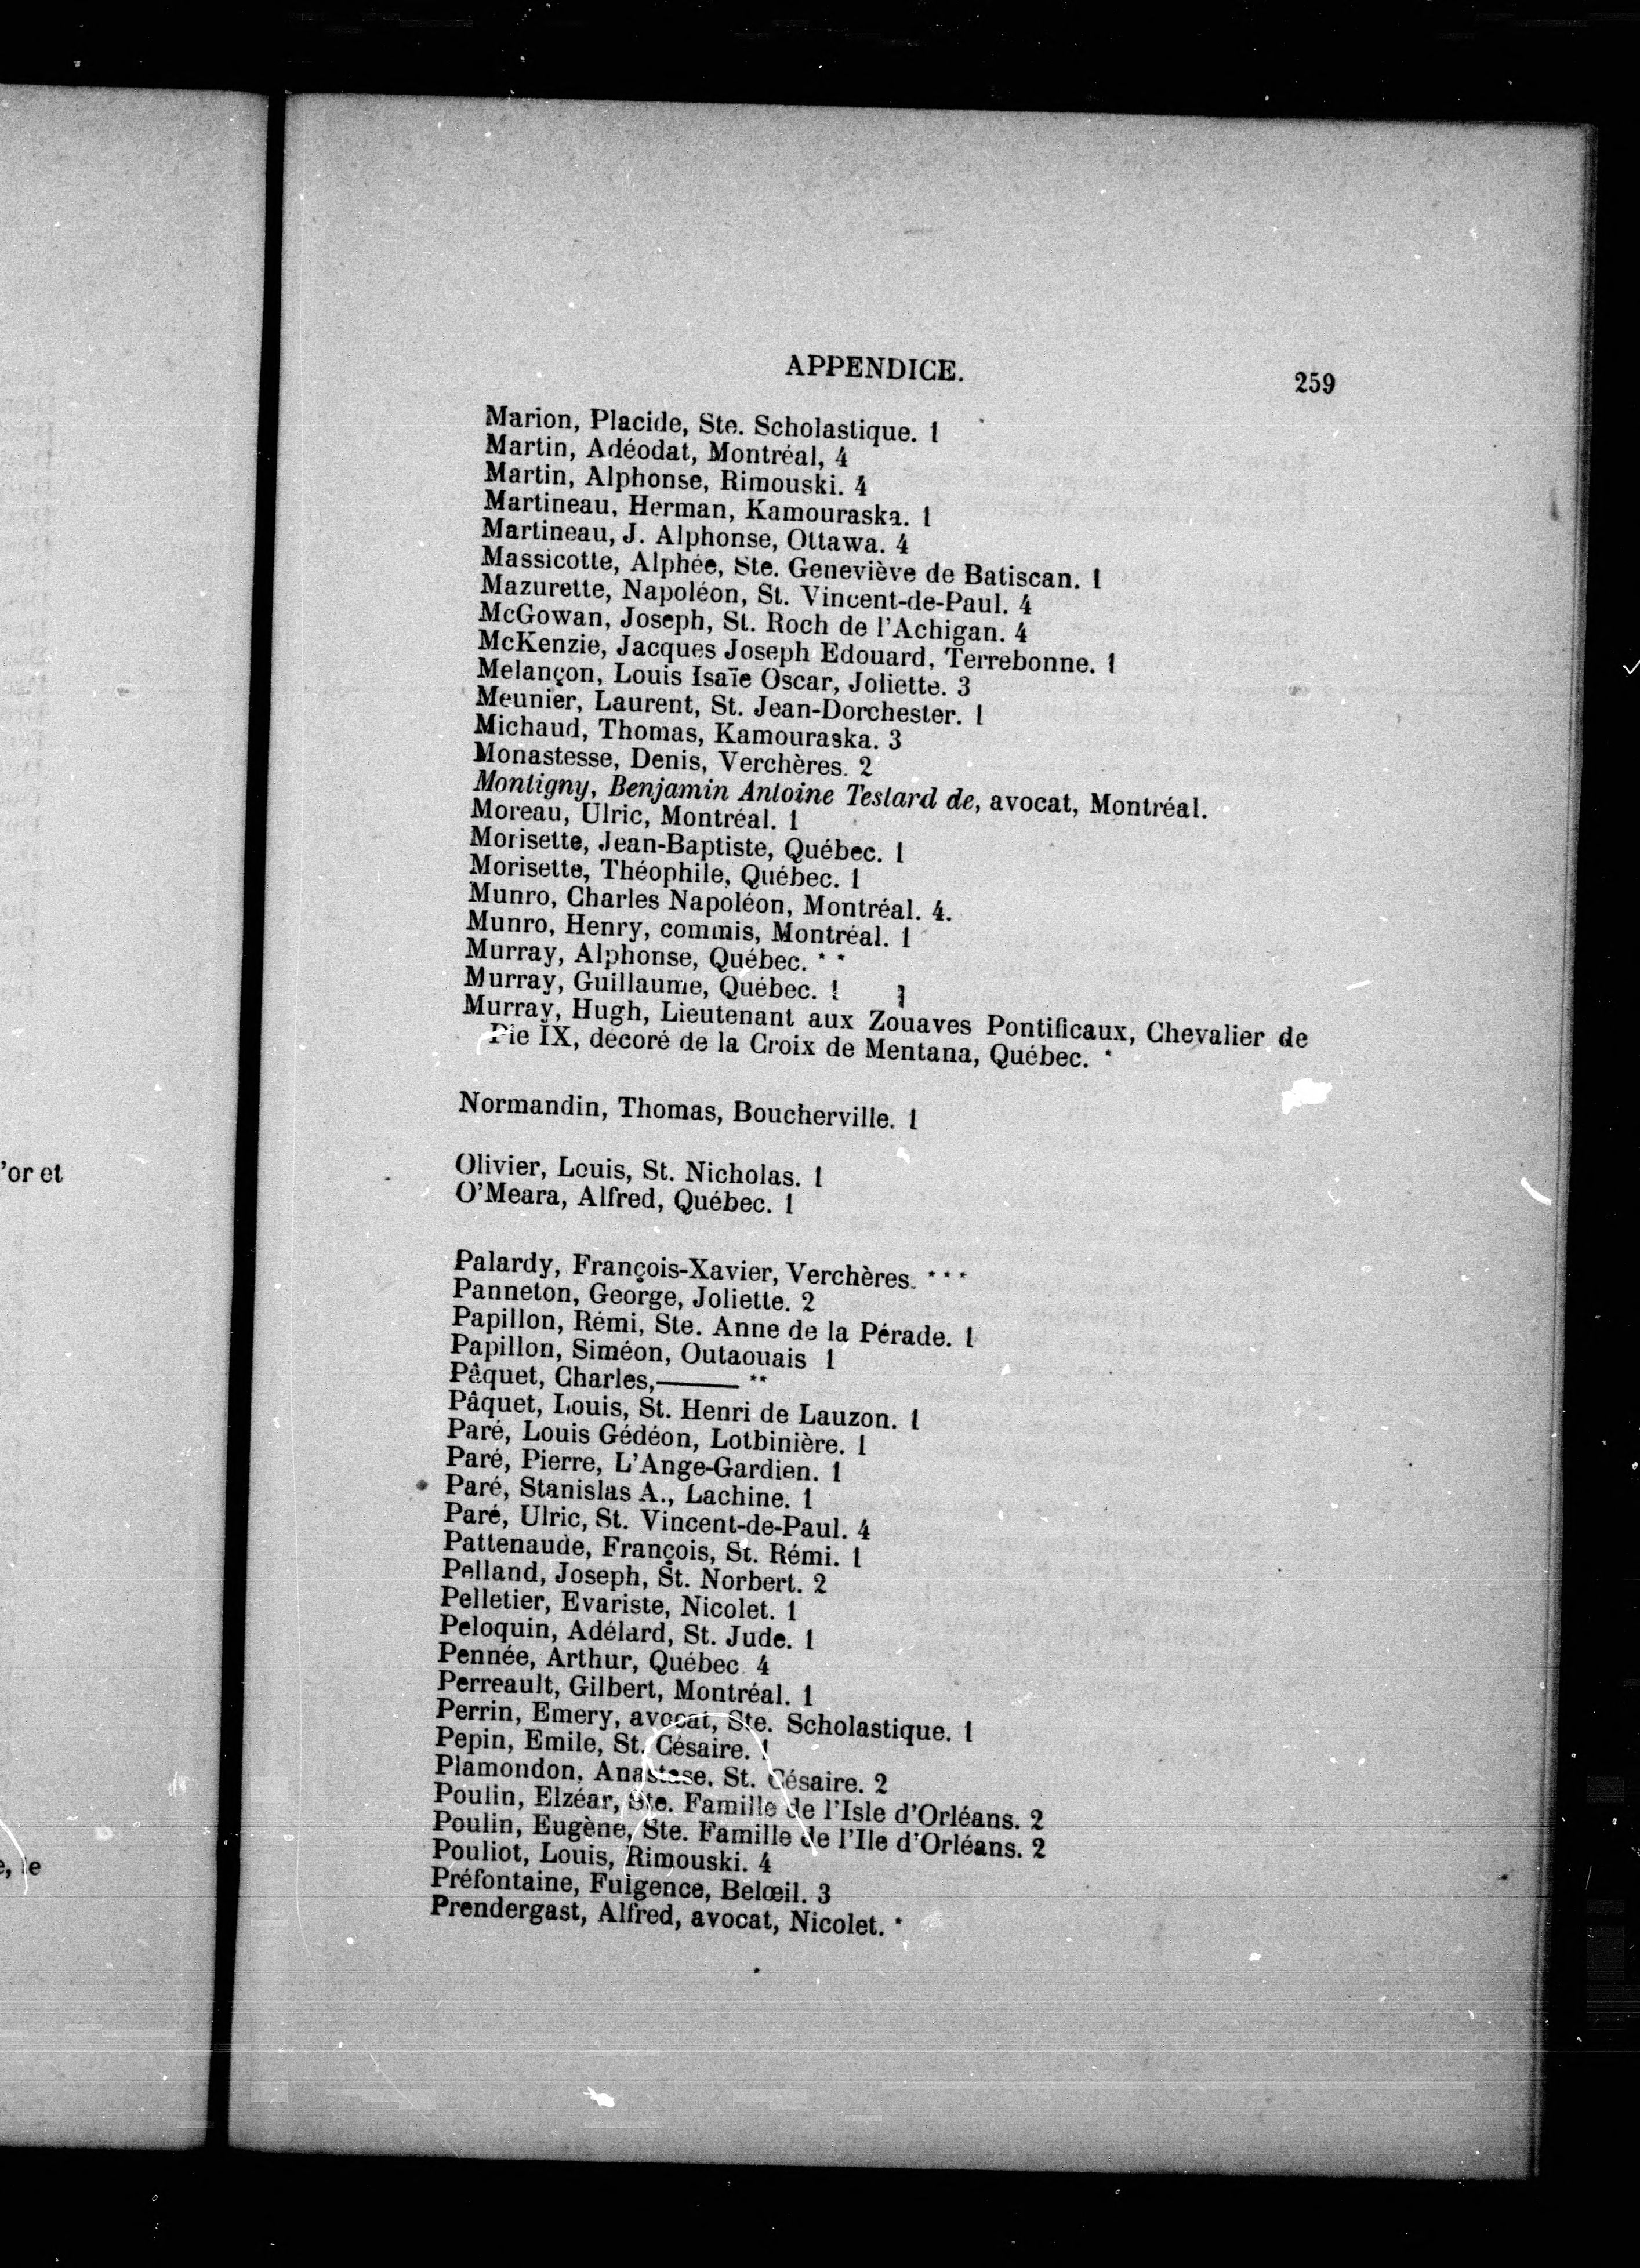 APPENDICE.
259
Marion, Placide, Ste. Scholastique. 1
Martin, Adéodat, Montréal, 4
Martin, Alphonse, Rimouski. 4
Martineau, Herman, Kamouraska. 1
Martineau, J. Alphonse, Ottawa. 4
Massicotte, Alphée, Ste. Geneviève de Batiscan. 1
Mazurette, Napoléon, St. Vincent-de-Paul. 4
McGowan, Joseph, St. Roch de l'Achigan. 4
McKenzie, Jacques Joseph Edouard, Terrebonne. 1
Melançon, Louis Isaïe Oscar, Joliette. 3
Meunier, Laurent, St. Jean-Dorchester. 1
Michaud, Thomas, Kamouraska. 3
Monastesse, Denis, Verchères. 2
Montigny, Benjamin Antoine Testard de, avocat, Montréal.
Moreau, Ulric, Montréal. 1
Morisette, Jean-Baptiste, Québec. 1
Morisette, Théophile, Québec. 1
Munro, Charles Napoléon, Montréal. 4.
Munro, Henry, commis, Montréal. 1
Murray, Alphonse, Québec. * *
Murray, Guillaume, Québec. 1
Murray, Hugh, Lieutenant aux Zouaves Pontificaux, Chevalier de
Pie IX, décoré de la Croix de Mentana, Québec. *
Normandin, Thomas, Boucherville. 1
Olivier, Louis, St. Nicholas. 1
O'Meara, Alfred, Québec. 1
Palardy, François-Xavier, Verchères. * * *
Panneton, George, Joliette. 2
Papillon, Rémi, Ste. Anne de la Pérade. 1
Papillon, Siméon, Outaouais 1
Pâquet, Charles,——— **
Pâquet, Louis, St. Henri de Lauzon. 1
Paré, Louis Gédéon, Lotbinière. 1
Paré, Pierre, L'Ange-Gardien. 1
Paré, Stanislas A., Lachine. 1
Paré, Ulric, St. Vincent-de-Paul. 4
Pattenaude, François, St. Rémi. 1
Pelland, Joseph, St. Norbert. 2
Pelletier, Evariste, Nicolet. 1
Peloquin, Adélard, St. Jude. 1
Pennée, Arthur, Québec. 4
Perreault, Gilbert, Montréal. 1
Perrin, Emery, avocat, Ste. Scholastique. 1
Pepin, Emile, St. Césaire. 1
Plamondon, Anastase, St. Césaire. 2
Poulin, Elzéar, Ste. Famille de l'Isle d'Orléans. 2
Poulin, Eugène, Ste. Famille de l'Ile d'Orléans. 2
Pouliot, Louis, Rimouski. 4
Préfontaine, Fulgence, Belœil. 3
Prendergast, Alfred, avocat, Nicolet. *
'or et